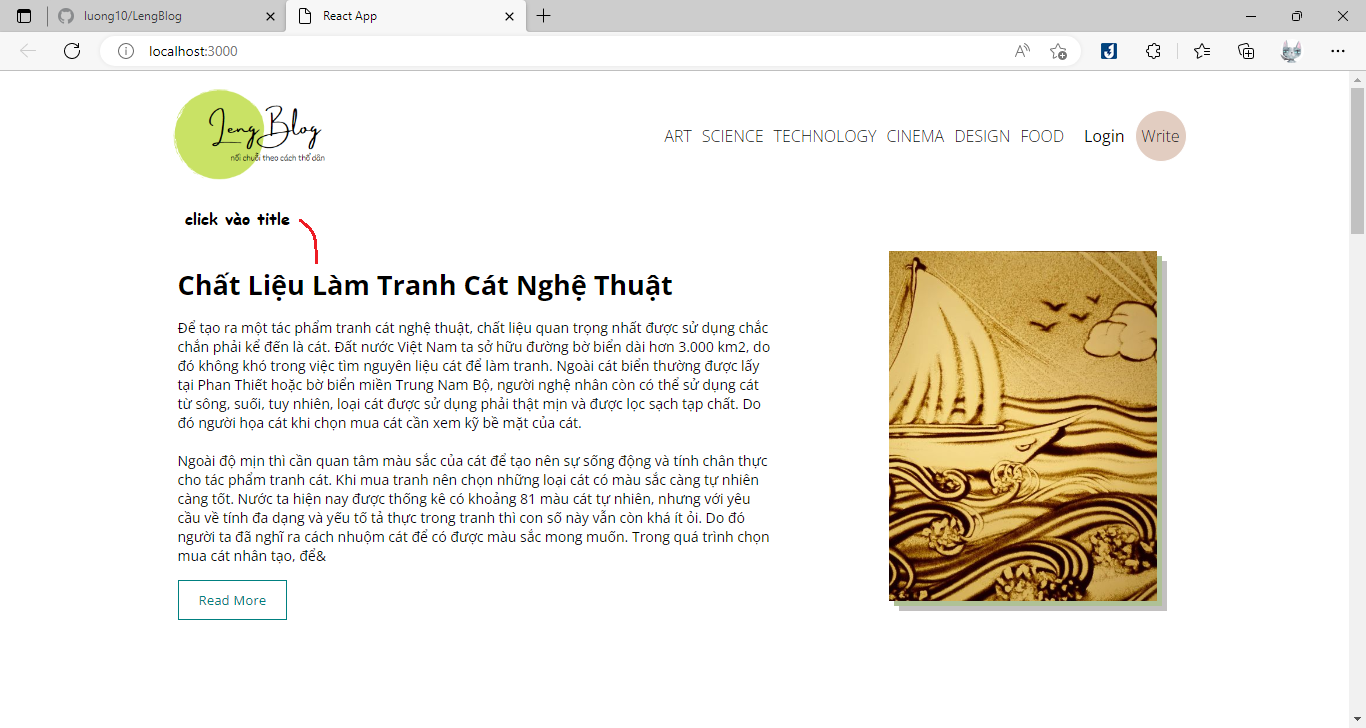 luong10/LengBlog
React App
localhost:3000
LengBlog
nối chuỗi theo cách thổ dân
ART SCIENCE TECHNOLOGY CINEMA DESIGN FOOD Login Write
click vào title
Chất Liệu Làm Tranh Cát Nghệ Thuật
Để tạo ra một tác phẩm tranh cát nghệ thuật, chất liệu quan trọng nhất được sử dụng chắc
chắn phải kể đến là cát. Đất nước Việt Nam ta sở hữu đường bờ biển dài hơn 3.000 km2, do
đó không khó trong việc tìm nguyên liệu cát để làm tranh. Ngoài cát biển thường được lấy
tại Phan Thiết hoặc bờ biển miền Trung Nam Bộ, người nghệ nhân còn có thể sử dụng cát
từ sông, suối, tuy nhiên, loại cát được sử dụng phải thật mịn và được lọc sạch tạp chất. Do
đó người họa cát khi chọn mua cát cần xem kỹ bề mặt của cát.
Ngoài độ mịn thì cần quan tâm màu sắc của cát để tạo nên sự sống động và tính chân thực
cho tác phẩm tranh cát. Khi mua tranh nên chọn những loại cát có màu sắc càng tự nhiên
càng tốt. Nước ta hiện nay được thống kê có khoảng 81 màu cát tự nhiên, nhưng với yêu
cầu về tính đa dạng và yếu tố tả thực trong tranh thì con số này vẫn còn khá ít ỏi. Do đó
người ta đã nghĩ ra cách nhuộm cát để có được màu sắc mong muốn. Trong quá trình chọn
mua cát nhân tạo, để&
Read More